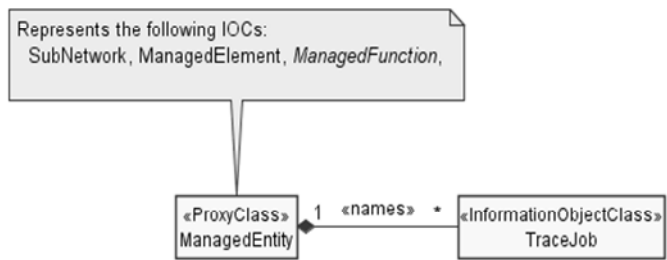 Represents the following IOCs:
SubNetwork, ManagedElement, ManagedFunction,
«ProxyClass»
ManagedEntity
1 «names» *
«InformationObjectClass»
TraceJob